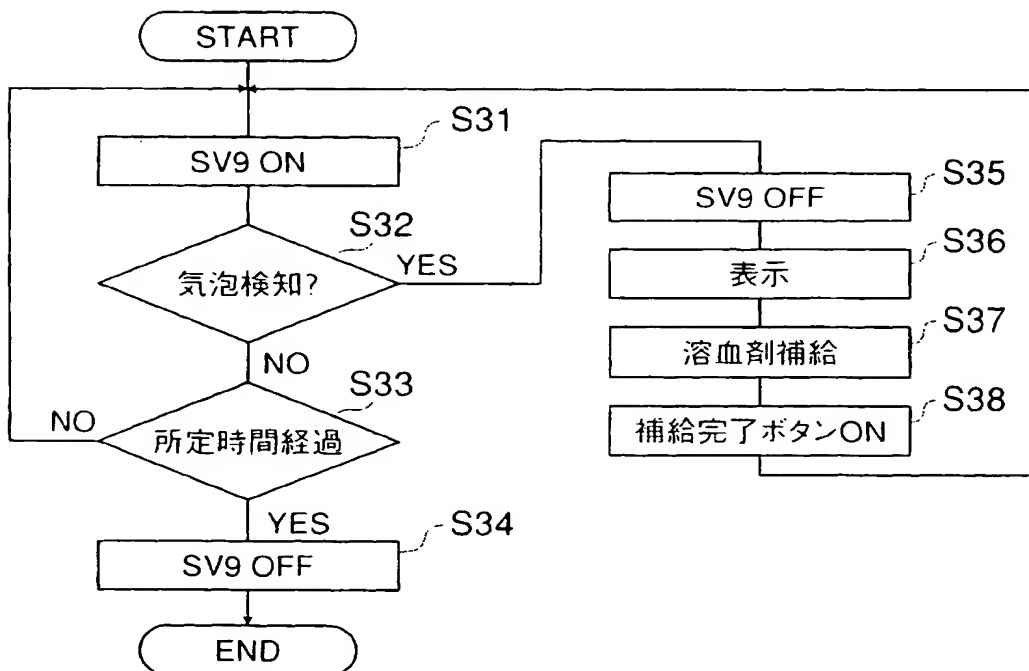 START
S31
SV9 ON
S32
気泡検知?
YES
NO
S33
NO
所定時間経過
YES
S34
SV9 OFF
END
S35
SV9 OFF
S36
表示
S37
溶血剤補給
S38
補給完了ボタンON